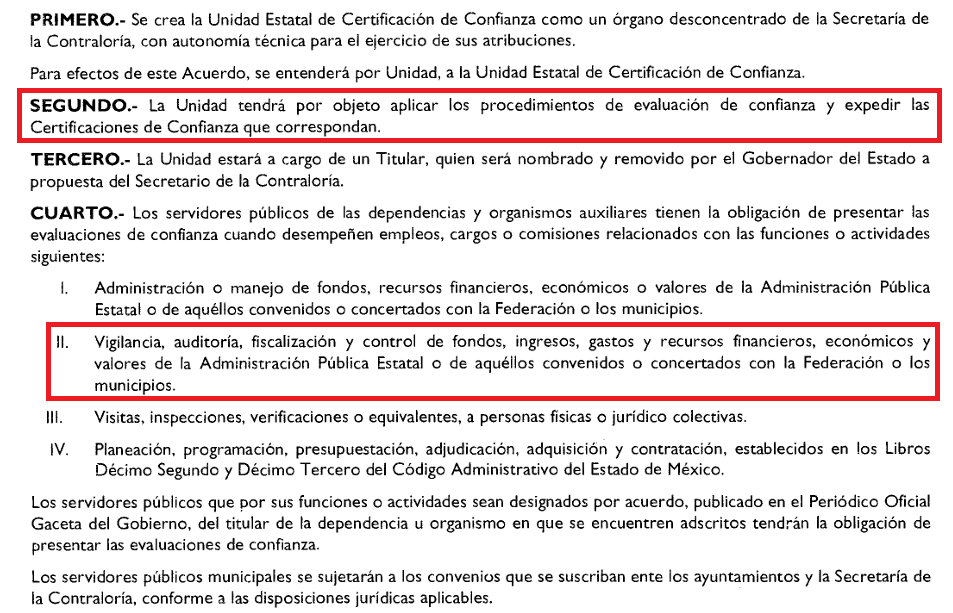 PRIMERO.- Se crea la Unidad Estatal de Certificación de Confianza como un órgano desconcentrado de la Secretaría de
la Contraloría, con autonomía técnica para el ejercicio de sus atribuciones.
Para efectos de este Acuerdo, se entenderá por Unidad, a la Unidad Estatal de Certificación de Confianza.
SEGUNDO.- La Unidad tendrá por objeto aplicar los procedimientos de evaluación de confianza y expedir las
Certificaciones de Confianza que correspondan.
TERCERO.- La Unidad estará a cargo de un Titular, quien será nombrado y removido por el Gobernador del Estado a
propuesta del Secretario de la Contraloría.
CUARTO.- Los servidores públicos de las dependencias y organismos auxiliares tienen la obligación de presentar las
evaluaciones de confianza cuando desempeñen empleos, cargos o comisiones relacionados con las funciones o actividades
siguientes:
I. Administración o manejo de fondos, recursos financieros, económicos o valores de la Administración Pública
Estatal o de aquéllos convenidos o concertados con la Federación o los municipios.
II. Vigilancia, auditoría, fiscalización y control de fondos, ingresos, gastos y recursos financieros, económicos y
valores de la Administración Pública Estatal o de aquéllos convenidos o concertados con la Federación o los
municipios.
III. Visitas, inspecciones, verificaciones o equivalentes, a personas físicas o jurídico colectivas.
IV. Planeación, programación, presupuestación, adjudicación, adquisición y contratación, establecidos en los Libros
Décimo Segundo y Décimo Tercero del Código Administrativo del Estado de México.
Los servidores públicos que por sus funciones o actividades sean designados por acuerdo, publicado en el Periódico Oficial
Gaceta del Gobierno, del titular de la dependencia u organismo en que se encuentren adscritos tendrán la obligación de
presentar las evaluaciones de confianza.
Los servidores públicos municipales se sujetarán a los convenios que se suscriban ente los ayuntamientos y la Secretaría de
la Contraloría, conforme a las disposiciones jurídicas aplicables.